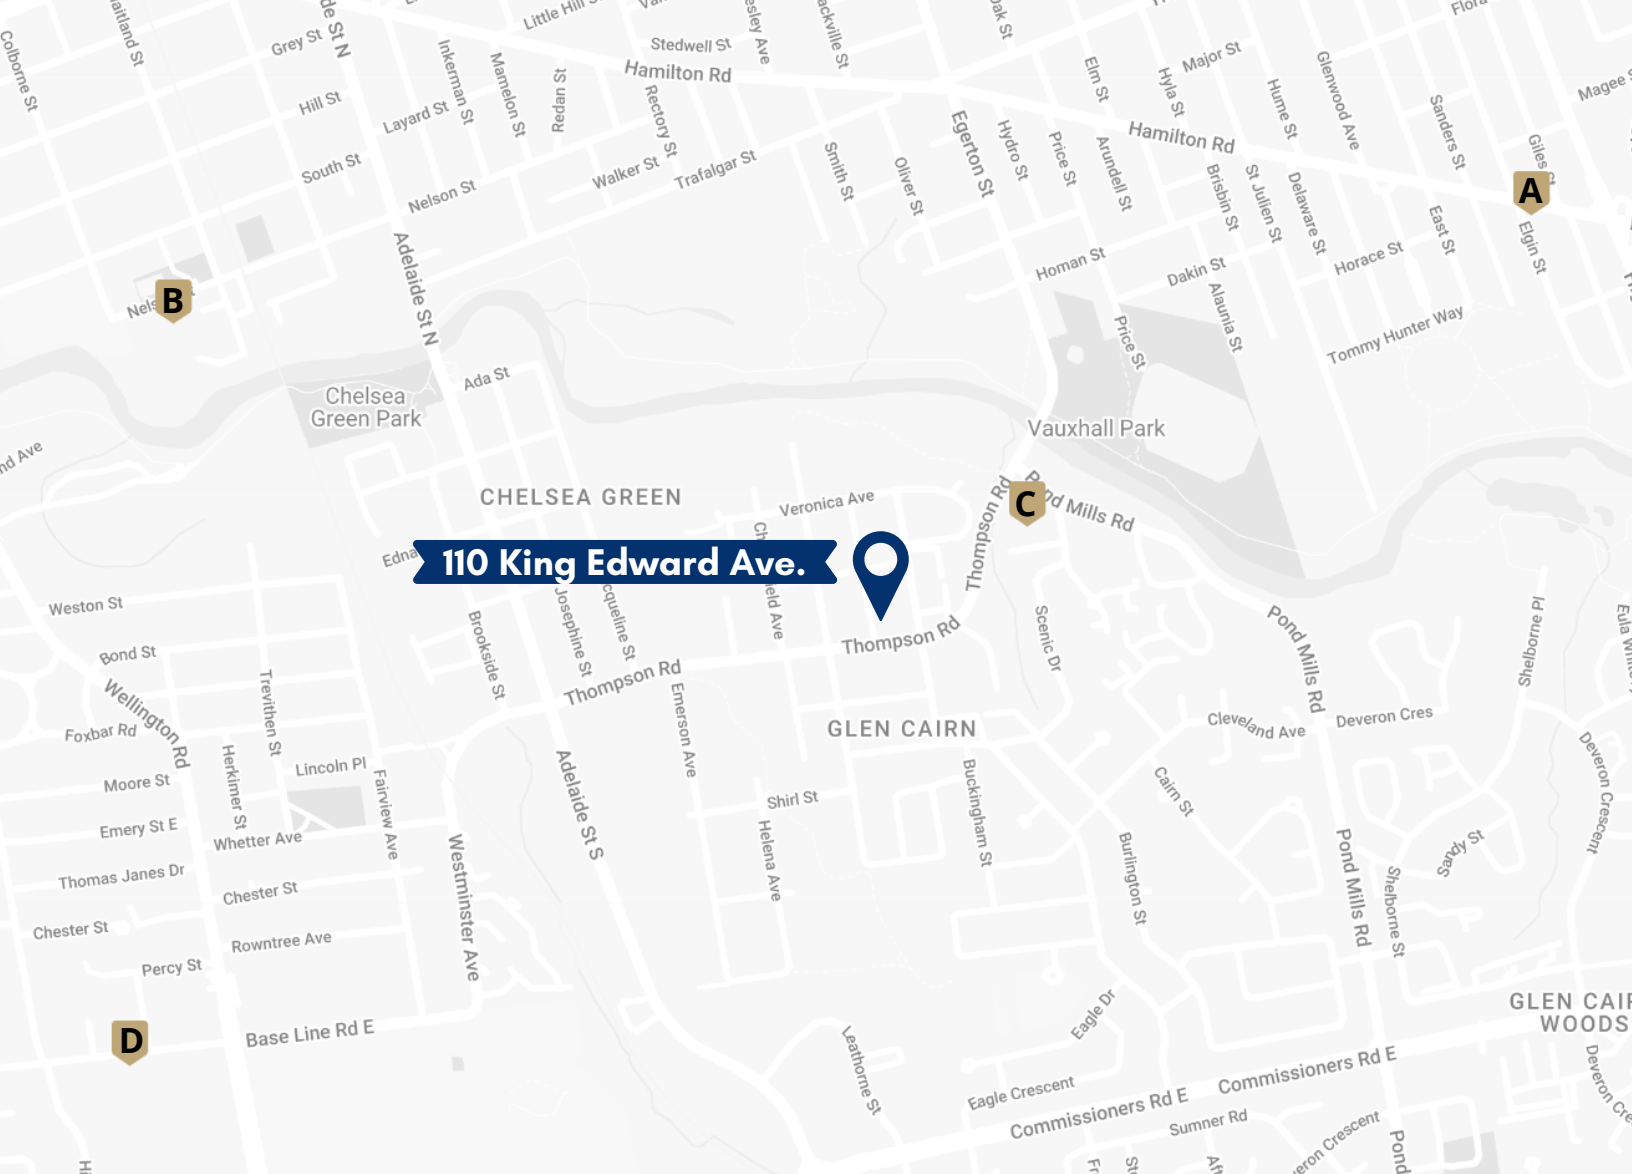 Little Hill St
Stedwell St
Hamilton Rd
Grey St
Hill St
Layard St
South St
Inkerman St
Mamelon St
Redan St
Rectory St
Nelson St
Walker St
Trafalgar St
Smith St
Oliver St
Egerton St
Hydro St
Price St
Arundell St
Elm St
Hyla St
Major St
Hume St
Glenwood Ave
Sanders St
Magee
Giles St
Colborne St
Hamilton Rd
Brisbin St
St Julien St
Delaware St
Horace St
East St
Elgin St
A
Homan St
Dakin St
Alaunia St
Price St
Tommy Hunter Way
Adelaide St N
B
Chelsea
Green Park
Ada St
Vauxhall Park
CHELSEA GREEN
Veronica Ave
Thompson Rd
C
Pond Mills Rd
110 King Edward Ave.
Edna
Weston St
Bond St
Wellington Rd
Foxbar Rd
Trevithen St
Brookside St
Josephine St
Thompson Rd
Thompson Rd
Scenic Dr
Pond Mills Rd
Shelborne Pl
Emerson Ave
GLEN CAIRN
Cleveland Ave
Deveron Cres
Deveron Crescent
Moore St
Herkimer St
Lincoln Pl
Fairview Ave
Emery St E
Whetter Ave
Thomas Janes Dr
Chester St
Chester St
Rowntree Ave
Percy St
Westminster Ave
Adelaide St S
Shirl St
Helena Ave
Buckingham St
Cairn St
Burlington St
Pond Mills Rd
Shelborne St
Sandy St
D
Base Line Rd E
Eagle Dr
Leathorne St
Eagle Crescent
Commissioners Rd E
Commissioners Rd E
Sumner Rd
GLEN CAIR
WOODS
Pond